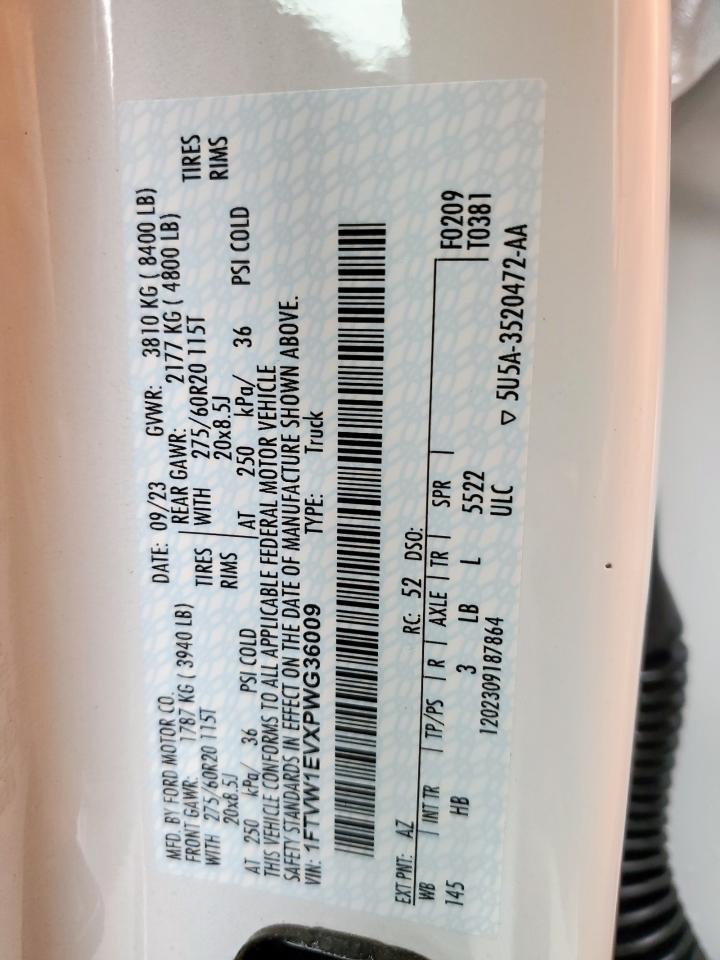 MFD. BY FORD MOTOR CO.
DATE: 09/23 GVWR: 3810 KG ( 8400 LB)
FRONT GAWR: 1787 KG ( 3940 LB) REAR GAWR: 2177 KG ( 4800 LB)
WITH 275/60R20 115T TIRES WITH 275/60R20 115T TIRES
20x8.5J RIMS 20x8.5J RIMS
AT 250 kPa/ 36 PSI COLD AT 250 kPa/ 36 PSI COLD
THIS VEHICLE CONFORMS TO ALL APPLICABLE FEDERAL MOTOR VEHICLE
SAFETY STANDARDS IN EFFECT ON THE DATE OF MANUFACTURE SHOWN ABOVE.
VIN: 1FTVW1EVXPWG36009 TYPE: Truck
EXT PNT: AZ RC: 52 DSO: F0209
WB INT TR TP/PS R AXLE TR SPR T0381
145 HB 3 LB L 5522
1202309187864 ULC ▽ 5U5A-3520472-AA